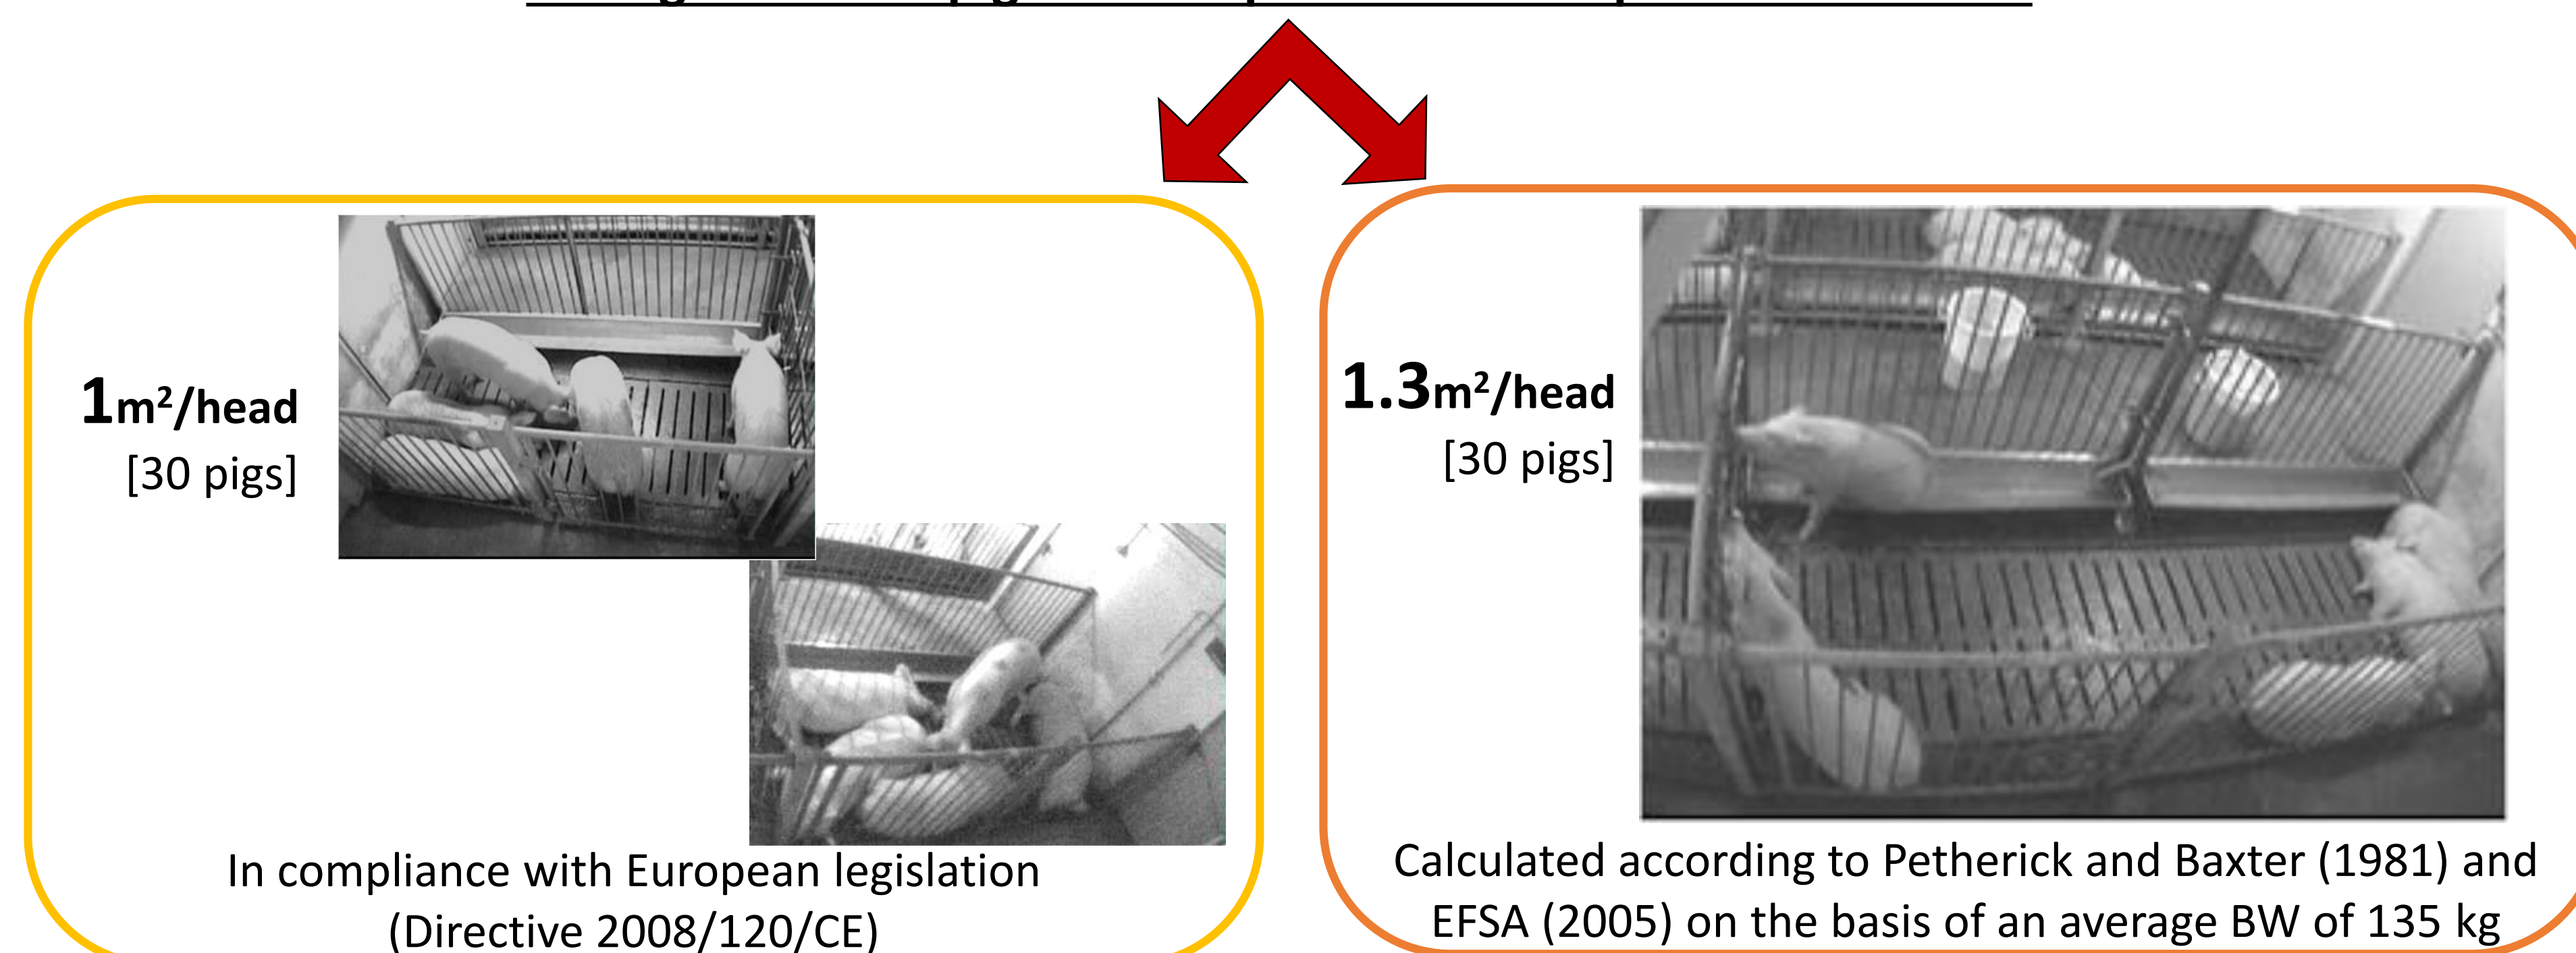 1m²/head
[30 pigs]
In compliance with European legislation
(Directive 2008/120/CE)
1.3m²/head
[30 pigs]
Calculated according to Petherick and Baxter (1981) and
EFSA (2005) on the basis of an average BW of 135 kg